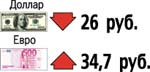 Доллар
26 руб.
Евро
34,7 руб.